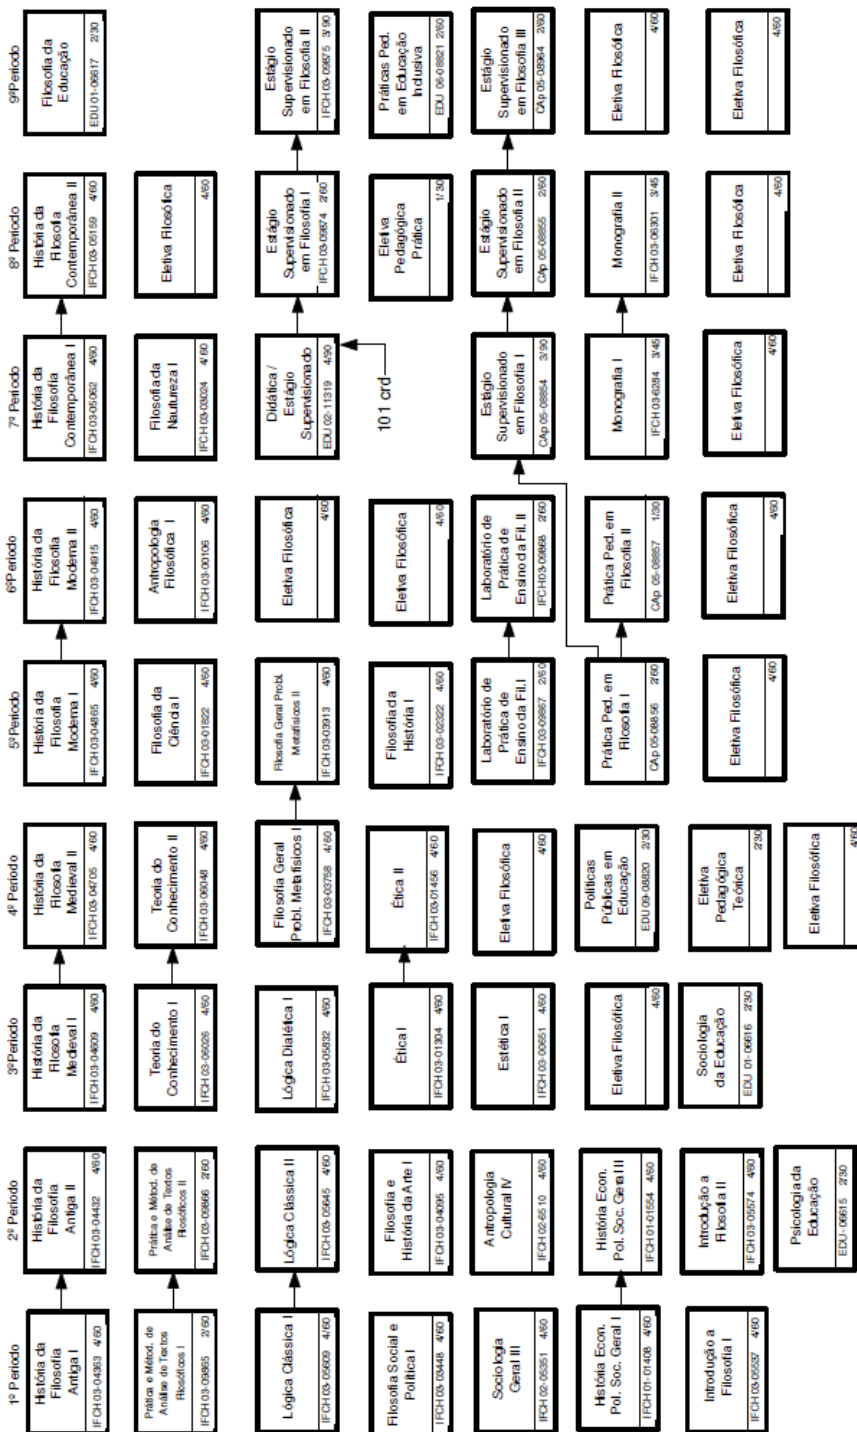 1º Período
História da
Filosofia
Antiga I
IFCH 03-04363 4/60
Prática e Métod. de
Análise de Textos
Filosóficos I
IFCH 03-09865 2/60
Lógica Clássica I
IFCH 03-05609 4/60
Filosofia Social e
Política I
IFCH 03-03448 4/60
Sociologia
Geral III
IFCH 02-05351 4/60
História Econ.
Pol. Soc. Geral I
IFCH 01-01408 4/60
Introdução a
Filosofia I
IFCH 03-05537 4/60
2º Período
História da
Filosofia
Antiga II
IFCH 03-04432 4/60
Prática e Métod. de
Análise de Textos
Filosóficos II
IFCH 03-09866 2/60
Lógica Clássica II
IFCH 03-05645 4/60
Filosofia e
História da Arte I
IFCH 03-04095 4/60
Antropologia
Cultural IV
IFCH 02-6510 4/60
História Econ.
Pol. Soc. Geral III
IFCH 01-01554 4/60
Introdução a
Filosofia II
IFCH 03-05574 4/60
Psicologia da
Educação
EDU-06615 2/30
3º Período
História da
Filosofia
Medieval I
IFCH 03-04609 4/60
Teoria do
Conhecimento I
IFCH 03-06026 4/60
Lógica Dialética I
IFCH 03-05832 4/60
Ética I
IFCH 03-01304 4/60
Estética I
IFCH 03-00651 4/60
Eletiva Filosófica
4/60
Sociologia
da Educação
EDU 01-06616 2/30
4º Período
História da
Filosofia
Medieval II
IFCH 03-04705 4/60
Teoria do
Conhecimento II
IFCH 03-06048 4/60
Filosofia Geral
Probl. Metafísicos I
IFCH 03-03758 4/60
Ética II
IFCH 03-01456 4/60
Eletiva Filosófica
4/60
Políticas
Públicas em
Educação
EDU 09-08820 2/30
Eletiva
Pedagógica
Teórica
2/30
Eletiva Filosófica
4/60
5º Período
História da
Filosofia
Moderna I
IFCH 03-04865 4/60
Filosofia da
Ciência I
IFCH 03-01822 4/60
Filosofia Geral Probl.
Metafísicos II
IFCH 03-03913 4/60
Filosofia da
História I
IFCH 03-02322 4/60
Laboratório de
Prática de
Ensino da Fil. I
IFCH 03-09867 2/60
Prática Ped. em
Filosofia I
CAp 05-08856 2/60
Eletiva Filosófica
4/60
6º Período
História da
Filosofia
Moderna II
IFCH 03-04915 4/60
Antropologia
Filosófica I
IFCH 03-00106 4/60
Eletiva Filosófica
4/60
Eletiva Filosófica
4/60
Laboratório de
Prática de
Ensino da Fil. II
IFCH 03-09868 2/60
Prática Ped. em
Filosofia II
CAp 05-08857 1/30
Eletiva Filosófica
4/60
7º Período
História da
Filosofia
Contemporânea I
IFCH 03-05062 4/60
Filosofia da
Nautureza I
IFCH 03-03024 4/60
Didática /
Estágio
Supervisionado
EDU 02-11319 4/90
101 crd
Estágio
Supervisionado
em Filosofia I
CAp 05-08854 3/90
Monografia I
IFCH 03-6284 3/45
Eletiva Filosófica
4/60
8º Período
História da
Filosofia
Contemporânea II
IFCH 03-05159 4/60
Eletiva Filosófica
4/60
Estágio
Supervisionado
em Filosofia I
IFCH 03-09874 2/60
Eletiva
Pedagógica
Prática
1/30
Estágio
Supervisionado
em Filosofia II
CAp 05-08855 2/60
Monografia II
IFCH 03-06301 3/45
Eletiva Filosófica
4/60
9º Período
Filosofia da
Educação
EDU 01-06617 2/30
Estágio
Supervisionado
em Filosofia II
IFCH 03-09875 3/90
Práticas Ped.
em Educação
Inclusiva
EDU 06-08821 2/60
Estágio
Supervisionado
em Filosofia III
CAp 05-08964 2/60
Eletiva Filosófica
4/60
Eletiva Filosófica
4/60